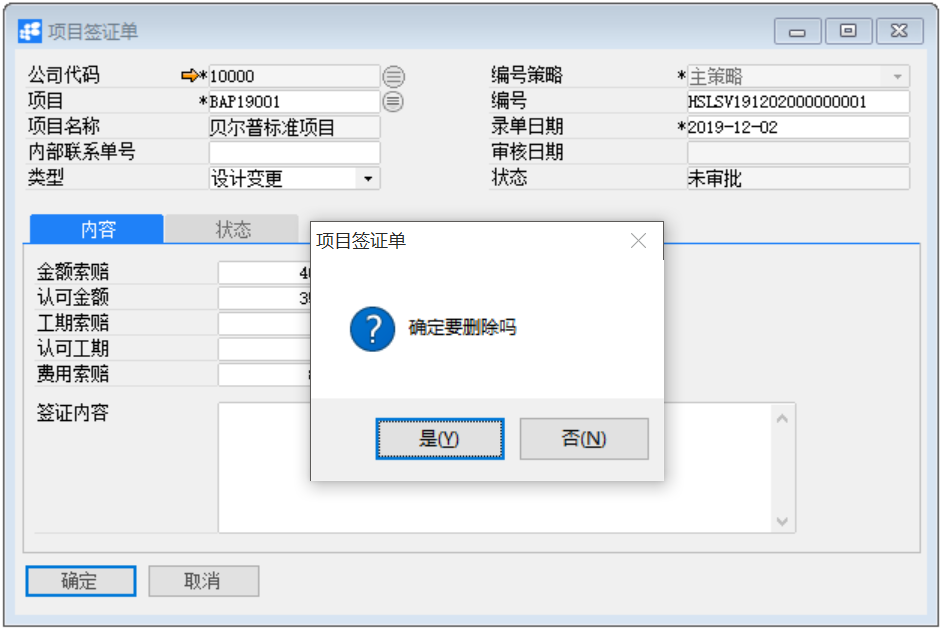 项目签证单
公司代码 *10000 编号策略 *主策略
项目 *BAP19001 编号 HSLSV191202000000001
项目名称 贝尔普标准项目 录单日期 *2019-12-02
内部联系单号 审核日期
类型 设计变更 状态 未审批
内容 状态
项目签证单
金额索赔
认可金额
工期索赔
确定要删除吗
认可工期
费用索赔
签证内容
是(Y) 否(N)
确定 取消